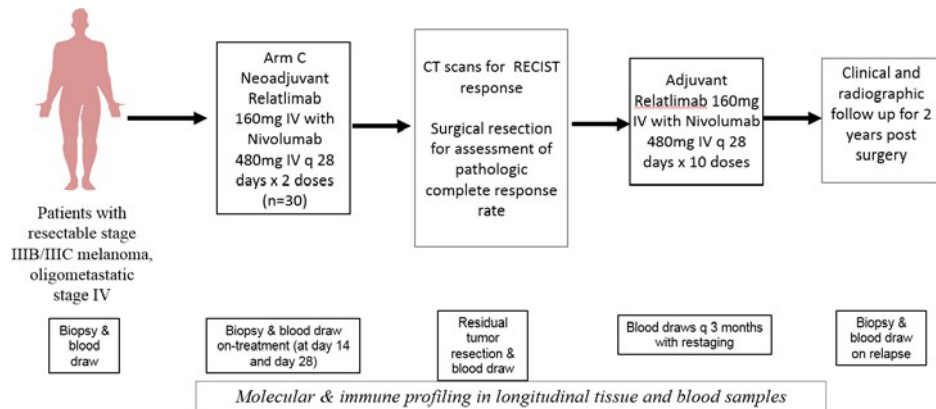 Patients with
resectable stage
IIIB/IIIC melanoma,
oligometastatic
stage IV
Arm C
Neoadjuvant
Relatlimab
160mg IV with
Nivolumab
480mg IV q 28
days x 2 doses
(n=30)
CT scans for RECIST
response
Surgical resection
for assessment of
pathologic
complete response
rate
Adjuvant
Relatlimab 160mg
IV with Nivolumab
480mg IV q 28
days x 10 doses
Clinical and
radiographic
follow up for 2
years post
surgery
Biopsy &
blood
draw
Biopsy & blood draw
on-treatment (at day 14
and day 28)
Residual
tumor
resection &
blood draw
Blood draws q 3 months
with restaging
Biopsy &
blood draw
on relapse
Molecular & immune profiling in longitudinal tissue and blood samples